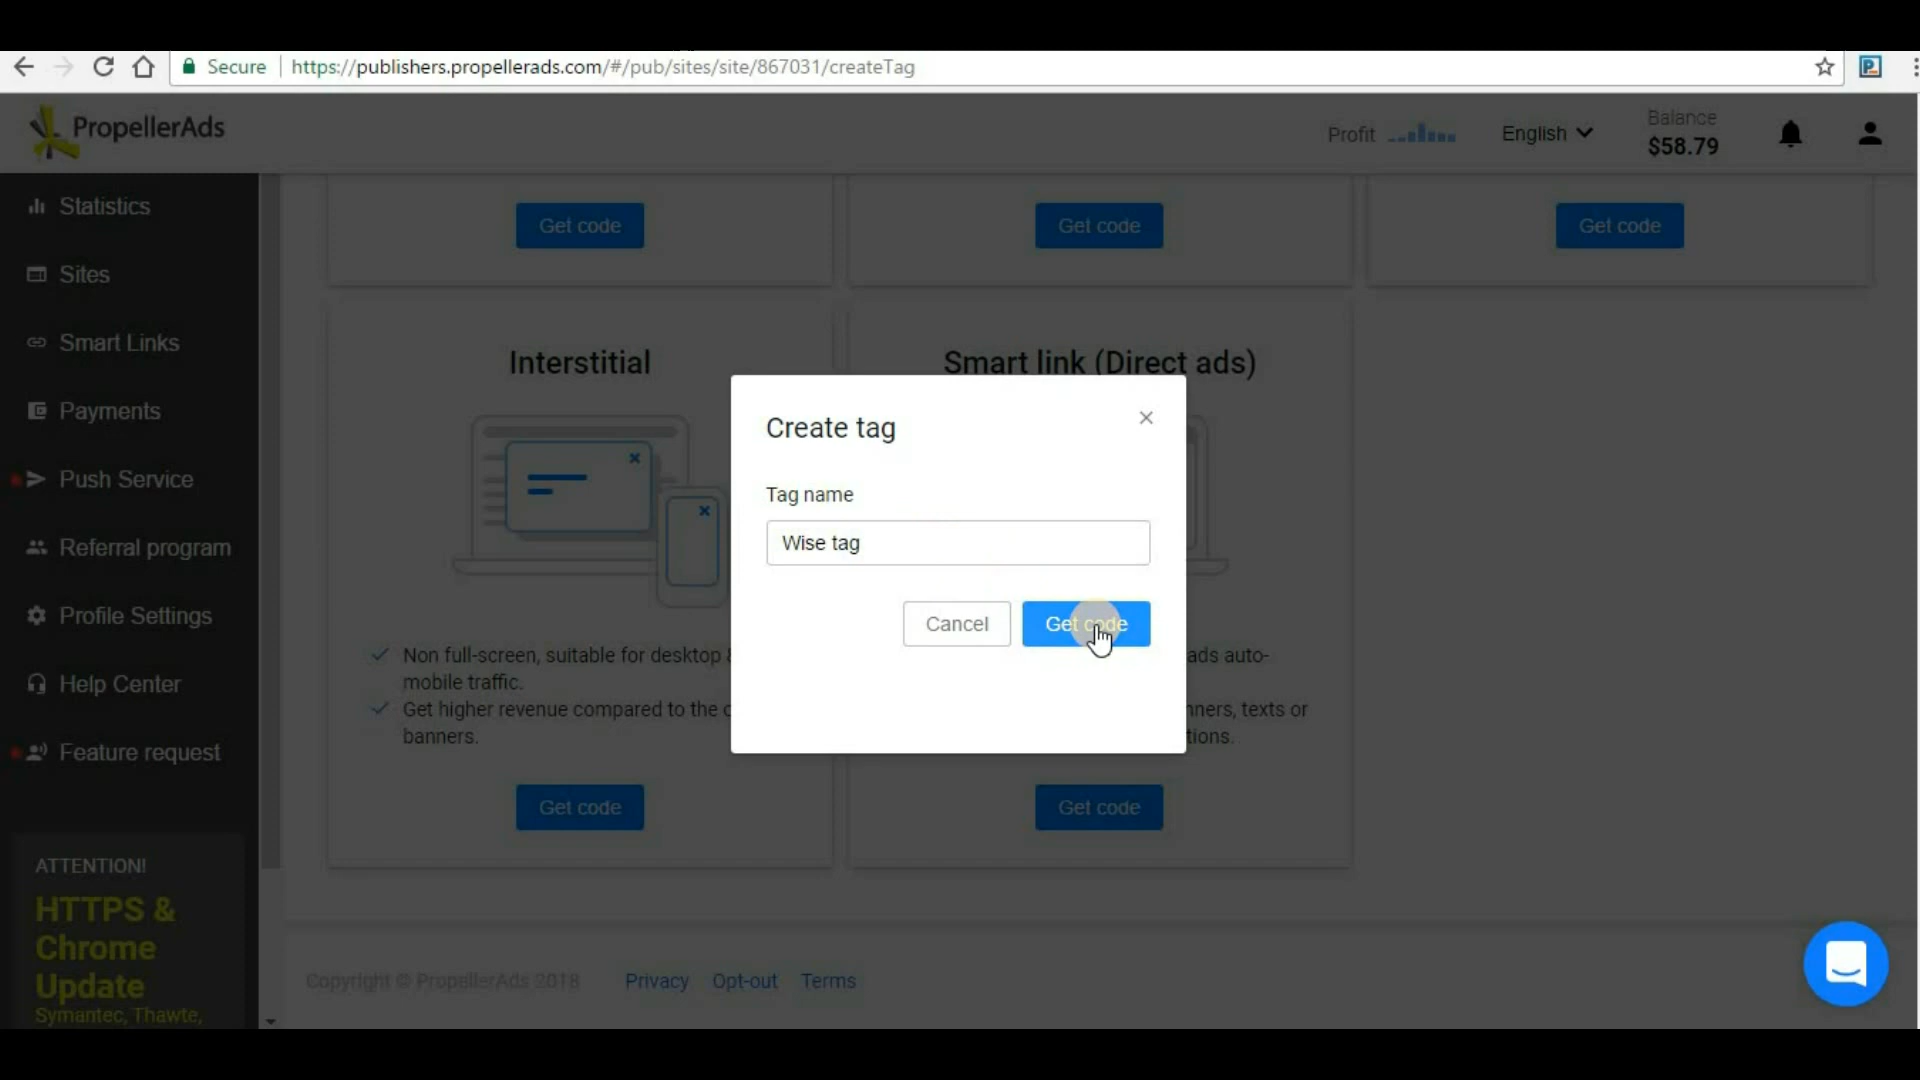 Secure https://publishers.propellerads.com/#/pub/sites/site/867031/createTag
PropellerAds
Profit
English
Balance
$58.79
Statistics
Sites
Smart Links
Payments
Push Service
Referral program
Profile Settings
Help Center
Feature request
ATTENTION!
HTTPS &
Chrome
Update
Symantec, Thawte,
Get code
Get code
Get code
Interstitial
Non full-screen, suitable for desktop
mobile traffic.
Get higher revenue compared to the
banners.
Get code
Smart link (Direct ads)
ads auto-
texts or
Get code
Create tag
Tag name
Wise tag
Cancel
Get code
Copyright © PropellerAds 2018
Privacy
Opt-out
Terms